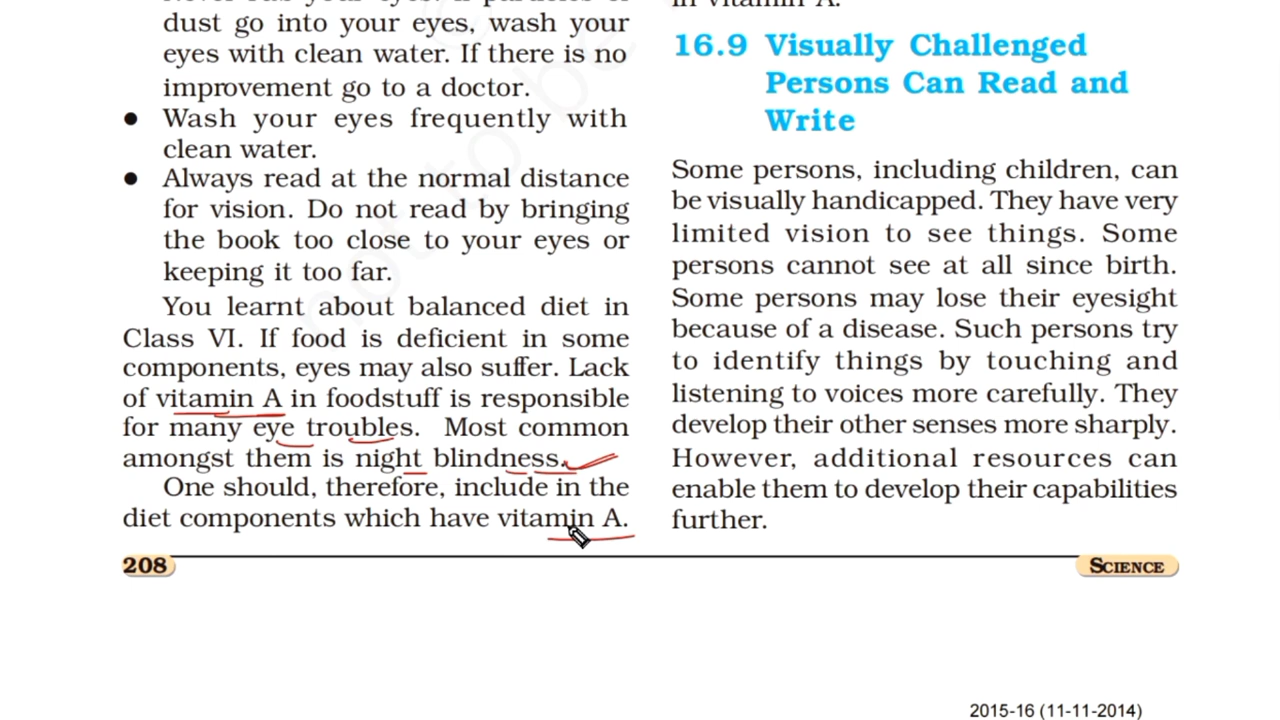 dust go into your eyes, wash your
eyes with clean water. If there is no
improvement go to a doctor.
● Wash your eyes frequently with
clean water.
● Always read at the normal distance
for vision. Do not read by bringing
the book too close to your eyes or
keeping it too far.
You learnt about balanced diet in
Class VI. If food is deficient in some
components, eyes may also suffer. Lack
of vitamin A in foodstuff is responsible
for many eye troubles. Most common
amongst them is night blindness.
One should, therefore, include in the
diet components which have vitamin A.
in vitamin A.
16.9 Visually Challenged
Persons Can Read and
Write
Some persons, including children, can
be visually handicapped. They have very
limited vision to see things. Some
persons cannot see at all since birth.
Some persons may lose their eyesight
because of a disease. Such persons try
to identify things by touching and
listening to voices more carefully. They
develop their other senses more sharply.
However, additional resources can
enable them to develop their capabilities
further.
208
SCIENCE
2015-16 (11-11-2014)